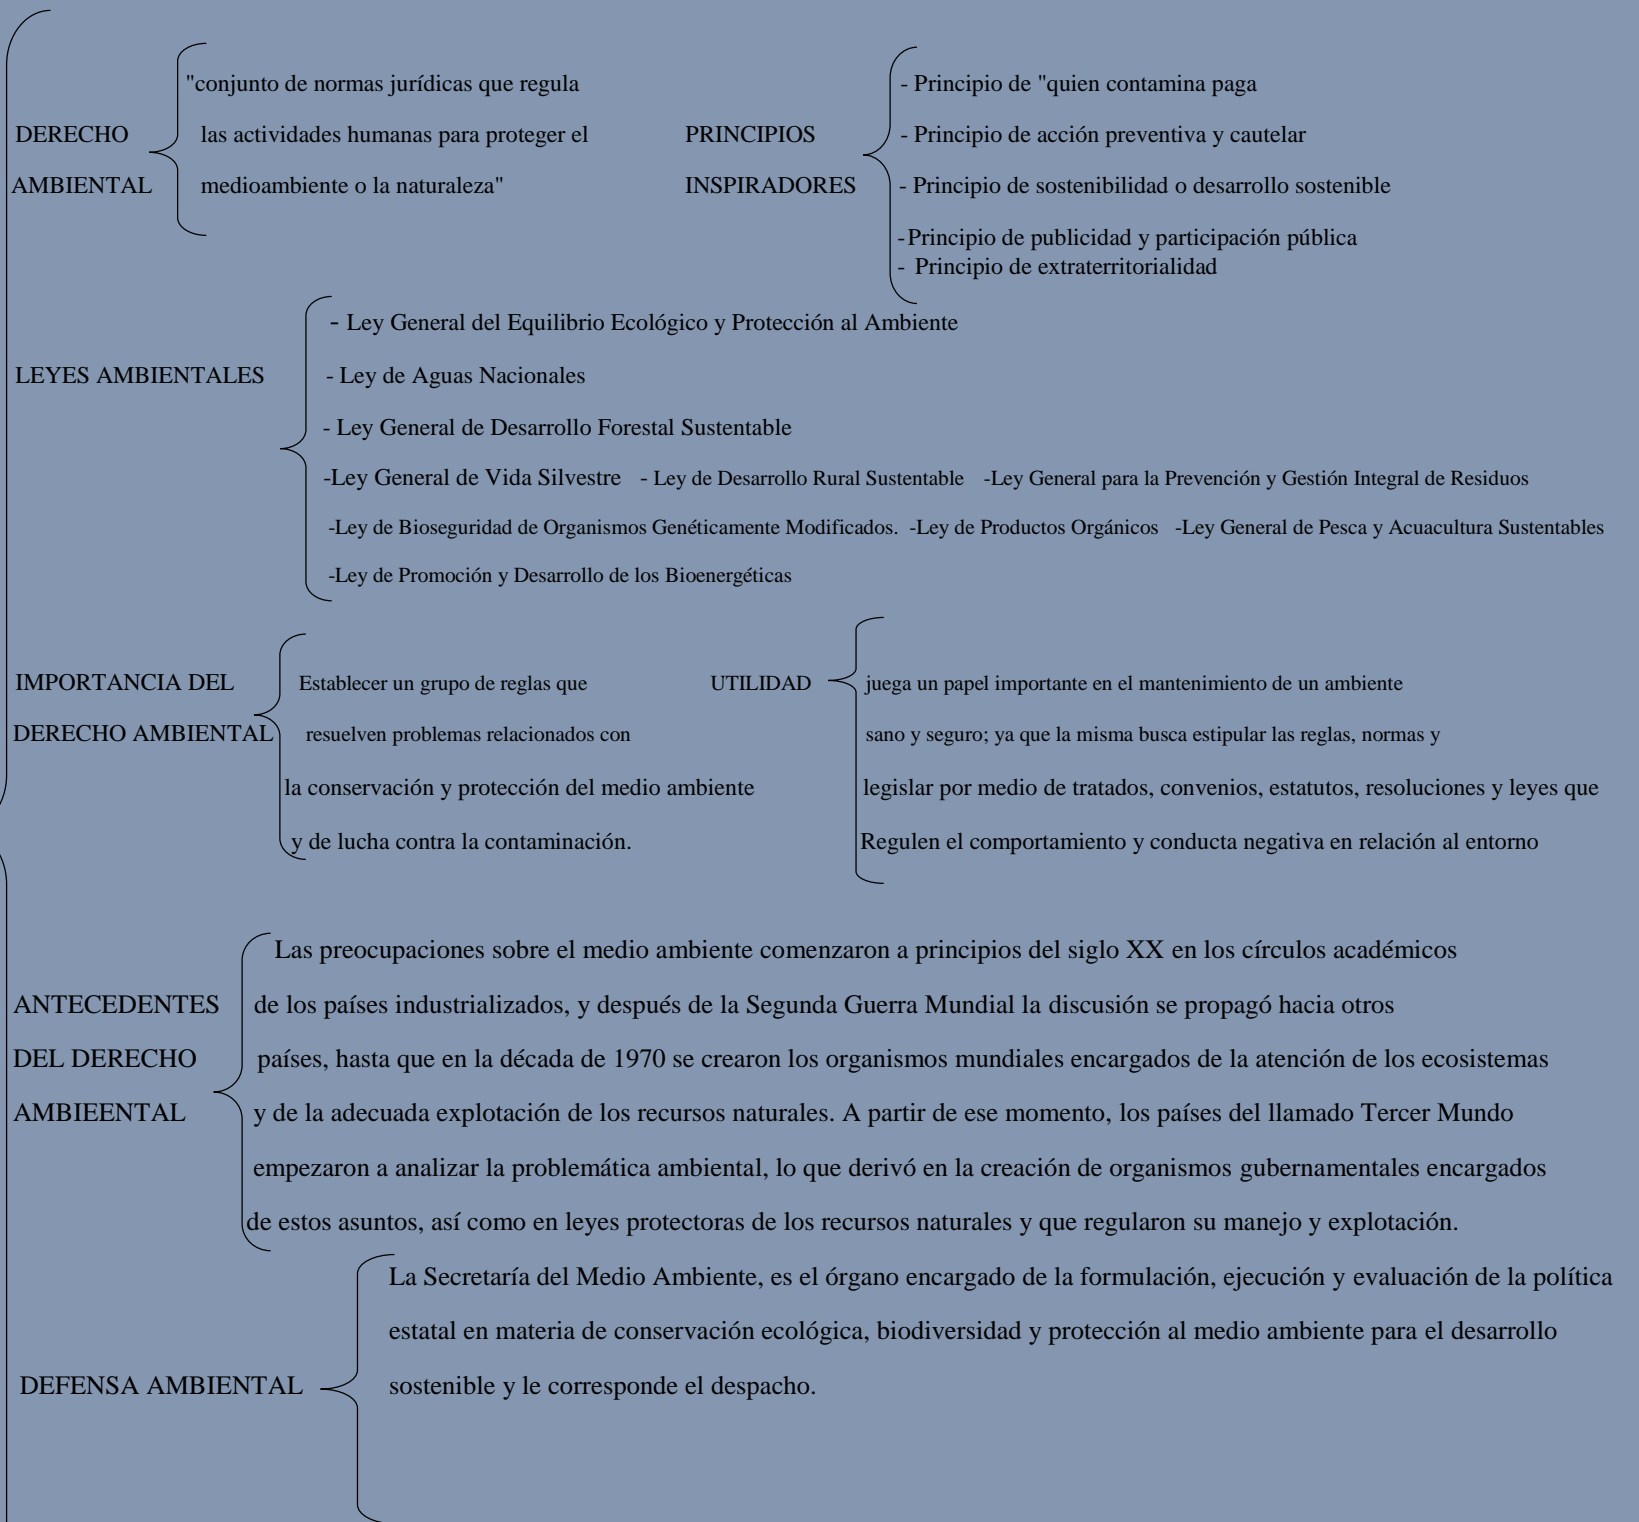 "conjunto de normas jurídicas que regula
DERECHO las actividades humanas para proteger el
AMBIENTAL medioambiente o la naturaleza"
PRINCIPIOS
INSPIRADORES
- Principio de "quien contamina paga
- Principio de acción preventiva y cautelar
- Principio de sostenibilidad o desarrollo sostenible
-Principio de publicidad y participación pública
- Principio de extraterritorialidad
- Ley General del Equilibrio Ecológico y Protección al Ambiente
LEYES AMBIENTALES - Ley de Aguas Nacionales
- Ley General de Desarrollo Forestal Sustentable
-Ley General de Vida Silvestre - Ley de Desarrollo Rural Sustentable -Ley General para la Prevención y Gestión Integral de Residuos
-Ley de Bioseguridad de Organismos Genéticamente Modificados. -Ley de Productos Orgánicos -Ley General de Pesca y Acuacultura Sustentables
-Ley de Promoción y Desarrollo de los Bioenergéticas
IMPORTANCIA DEL Establecer un grupo de reglas que
DERECHO AMBIENTAL resuelven problemas relacionados con
la conservación y protección del medio ambiente
y de lucha contra la contaminación.
UTILIDAD juega un papel importante en el mantenimiento de un ambiente
sano y seguro; ya que la misma busca estipular las reglas, normas y
legislar por medio de tratados, convenios, estatutos, resoluciones y leyes que
Regulen el comportamiento y conducta negativa en relación al entorno
Las preocupaciones sobre el medio ambiente comenzaron a principios del siglo XX en los círculos académicos
ANTECEDENTES de los países industrializados, y después de la Segunda Guerra Mundial la discusión se propagó hacia otros
DEL DERECHO países, hasta que en la década de 1970 se crearon los organismos mundiales encargados de la atención de los ecosistemas
AMBIEENTAL y de la adecuada explotación de los recursos naturales. A partir de ese momento, los países del llamado Tercer Mundo
empezaron a analizar la problemática ambiental, lo que derivó en la creación de organismos gubernamentales encargados
de estos asuntos, así como en leyes protectoras de los recursos naturales y que regularon su manejo y explotación.
La Secretaría del Medio Ambiente, es el órgano encargado de la formulación, ejecución y evaluación de la política
estatal en materia de conservación ecológica, biodiversidad y protección al medio ambiente para el desarrollo
DEFENSA AMBIENTAL sostenible y le corresponde el despacho.